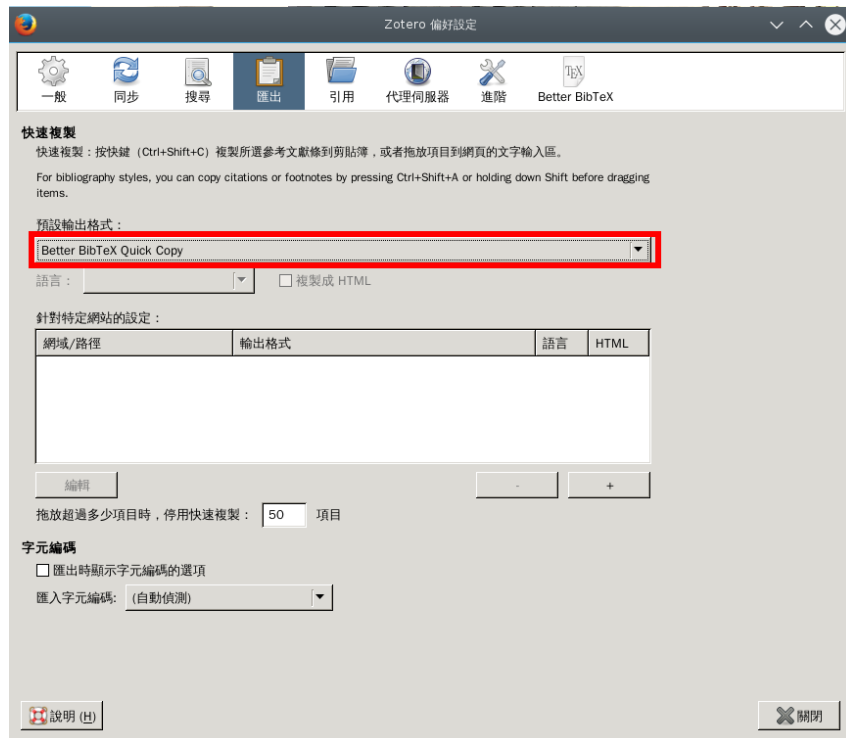 Zotero 偏好設定
一般 同步 搜尋 匯出 引用 代理伺服器 進階 Better BibTeX
快速複製
快速複製：按快鍵（Ctrl+Shift+C）複製所選參考文獻條到剪貼簿，或者拖放項目到網頁的文字輸入區。
For bibliography styles, you can copy citations or footnotes by pressing Ctrl+Shift+A or holding down Shift before dragging
items.
預設輸出格式：
Better BibTeX Quick Copy
語言： 複製成 HTML
針對特定網站的設定：
網域/路徑 輸出格式 語言 HTML
編輯 - +
拖放超過多少項目時，停用快速複製： 50 項目
字元編碼
匯出時顯示字元編碼的選項
匯入字元編碼: (自動偵測)
說明 (H) 關閉